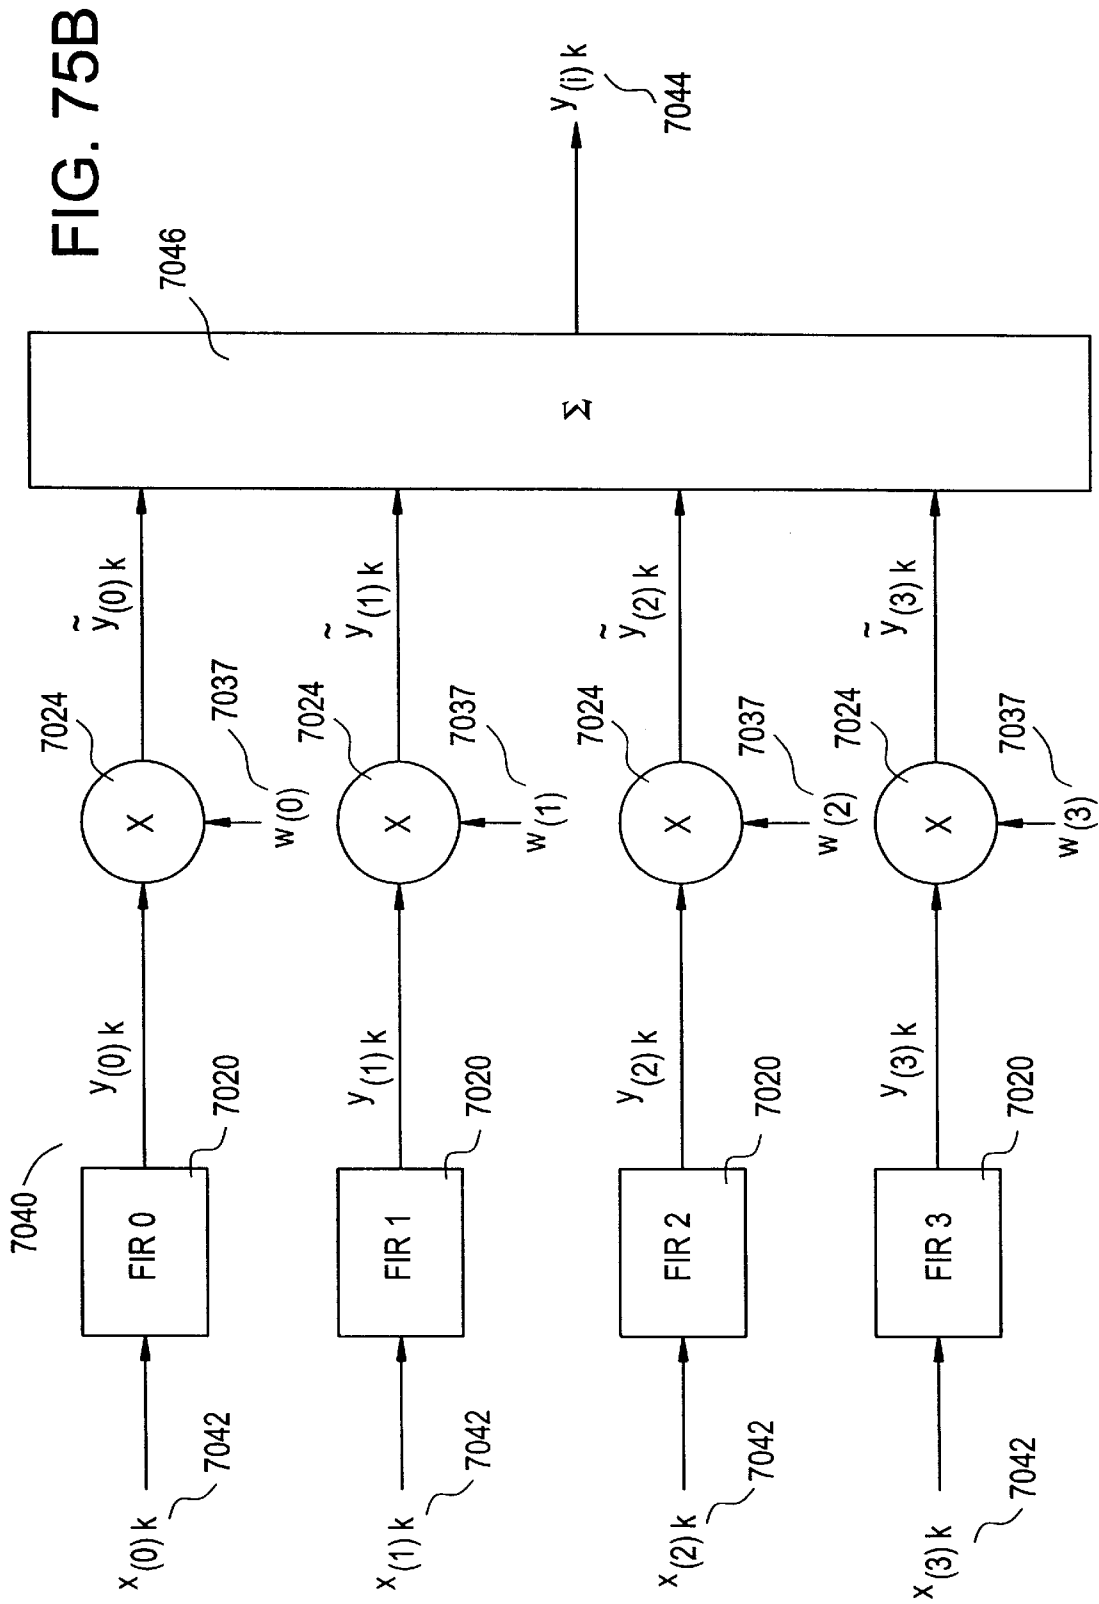 FIG. 75B
7040
x(0) k
7042
FIR 0
7020
y(0) k
7024
X
w(0)
7037
ỹ(0) k
7046
x(1) k
7042
FIR 1
7020
y(1) k
7024
X
w(1)
7037
ỹ(1) k
Σ
y(i) k
7044
x(2) k
7042
FIR 2
7020
y(2) k
7024
X
w(2)
7037
ỹ(2) k
x(3) k
7042
FIR 3
7020
y(3) k
7024
X
w(3)
7037
ỹ(3) k